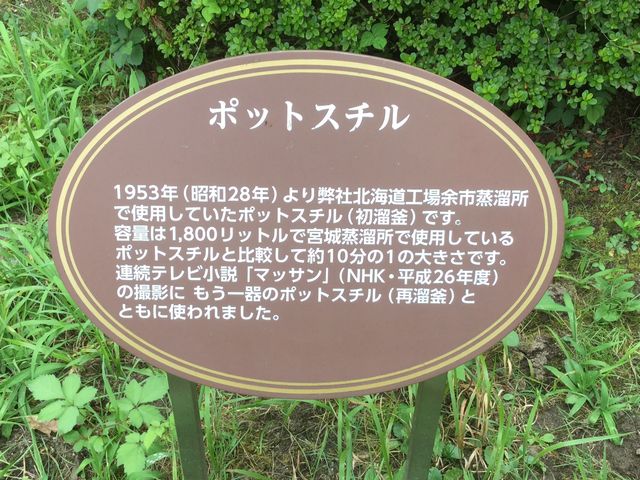 ポットスチル
1953年（昭和28年）より弊社北海道工場余市蒸溜所
で使用していたポットスチル（初溜釜）です。
容量は1,800リットルで宮城蒸溜所で使用している
ポットスチルと比較して約10分の1の大きさです。
連続テレビ小説「マッサン」（NHK・平成26年度）
の撮影に もう一器のポットスチル（再溜釜）と
ともに使われました。